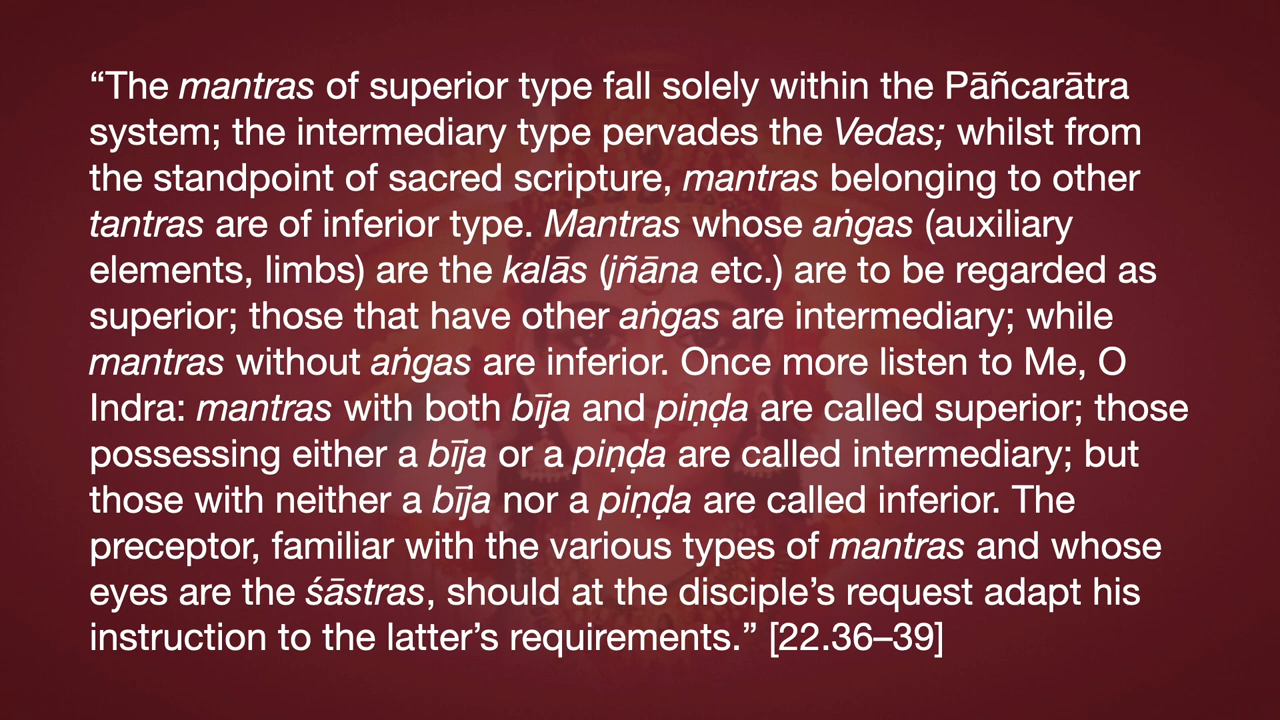 “The mantras of superior type fall solely within the Pāñcarātra
system; the intermediary type pervades the Vedas; whilst from
the standpoint of sacred scripture, mantras belonging to other
tantras are of inferior type. Mantras whose aṅgas (auxiliary
elements, limbs) are the kalās (jñāna etc.) are to be regarded as
superior; those that have other aṅgas are intermediary; while
mantras without aṅgas are inferior. Once more listen to Me, O
Indra: mantras with both bīja and piṇḍa are called superior; those
possessing either a bīja or a piṇḍa are called intermediary; but
those with neither a bīja nor a piṇḍa are called inferior. The
preceptor, familiar with the various types of mantras and whose
eyes are the śāstras, should at the disciple’s request adapt his
instruction to the latter’s requirements.” [22.36–39]